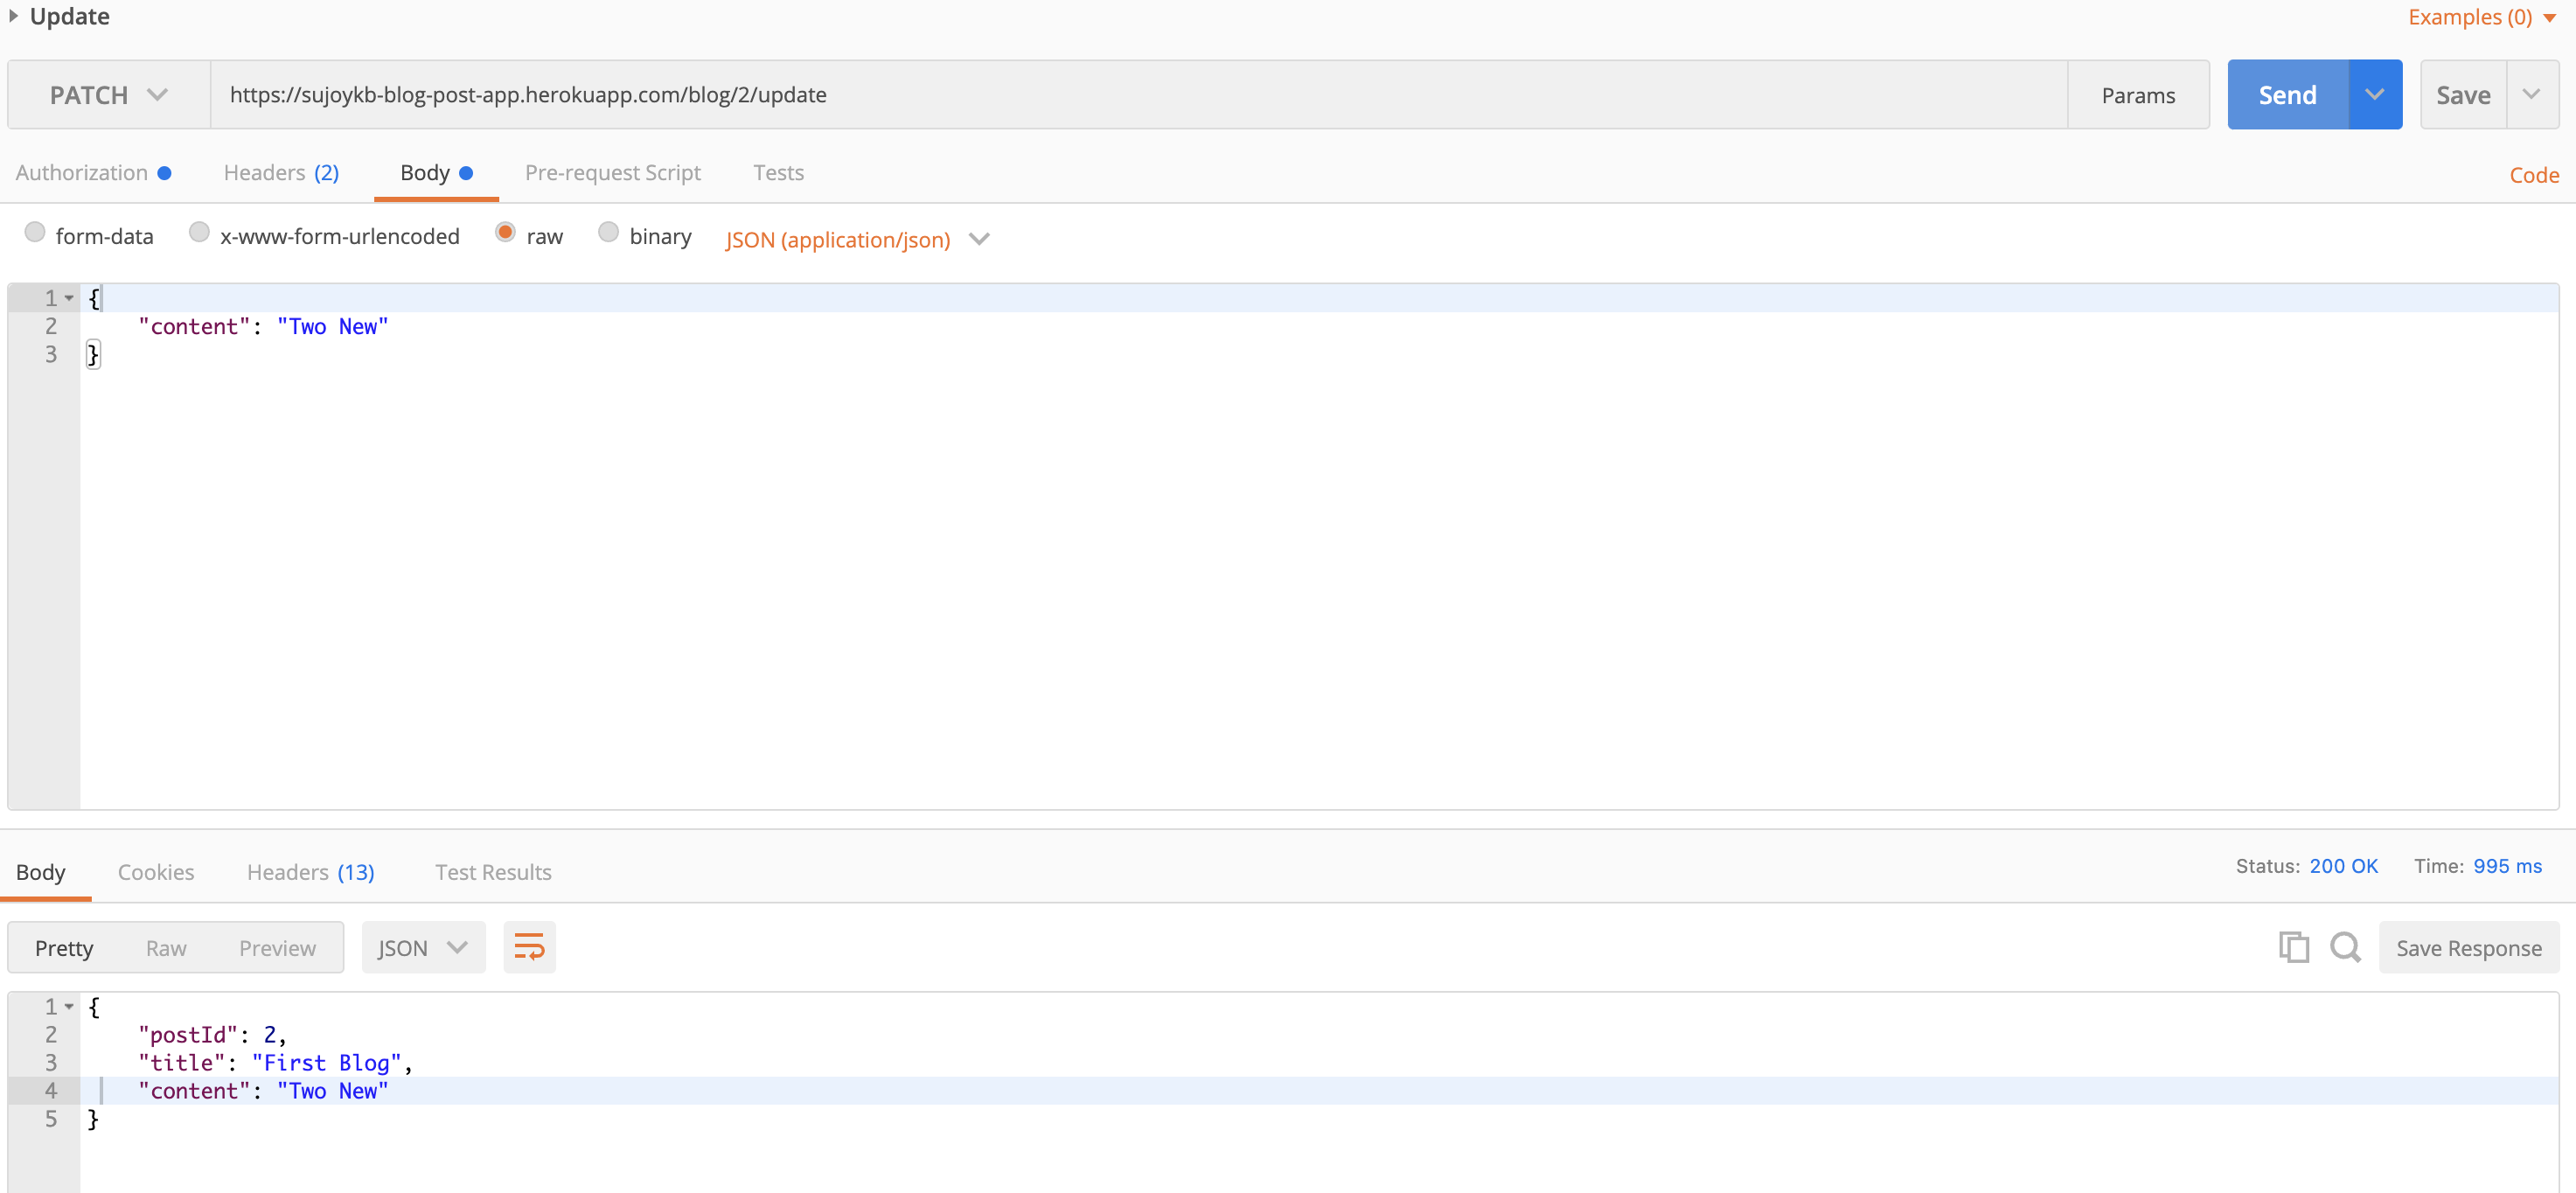 Update Examples (0)
PATCH https://sujoykb-blog-post-app.herokuapp.com/blog/2/update Params Send Save
Authorization Headers (2) Body Pre-request Script Tests Code
form-data x-www-form-urlencoded raw binary JSON (application/json)
1 {
2 "content": "Two New"
3 }
Body Cookies Headers (13) Test Results Status: 200 OK Time: 995 ms
Pretty Raw Preview JSON Save Response
1 {
2 "postId": 2,
3 "title": "First Blog",
4 "content": "Two New"
5 }